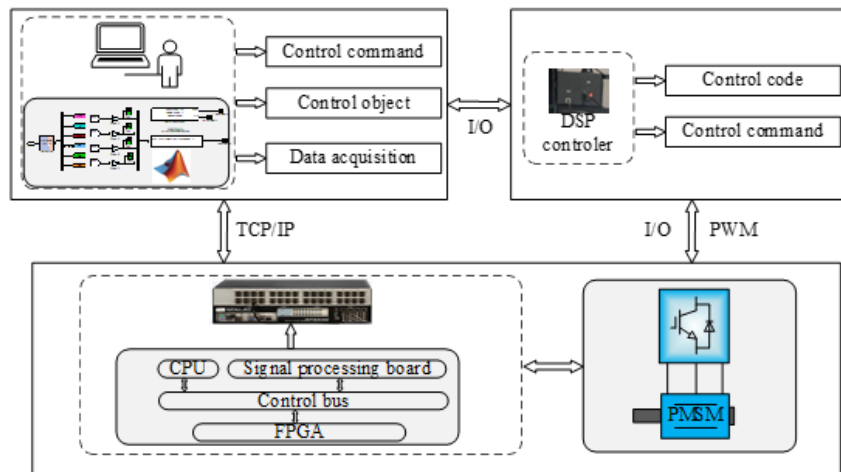 Control command
Control object
Data acquisition
I/O
DSP
controler
Control code
Control command
TCP/IP
I/O
PWM
CPU
Signal processing board
Control bus
FPGA
PMSM